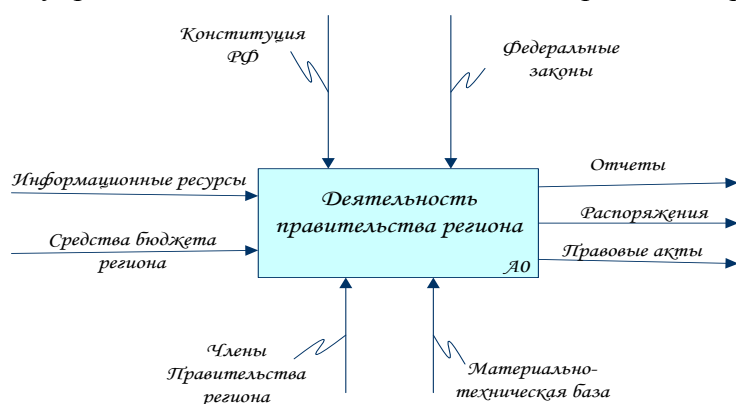 Конституция
РФ
Федеральные
законы
Информационные ресурсы
Средства бюджета
региона
Деятельность
правительства региона
А0
Отчеты
Распоряжения
Правовые акты
Члены
Правительства
региона
Материально-
техническая база